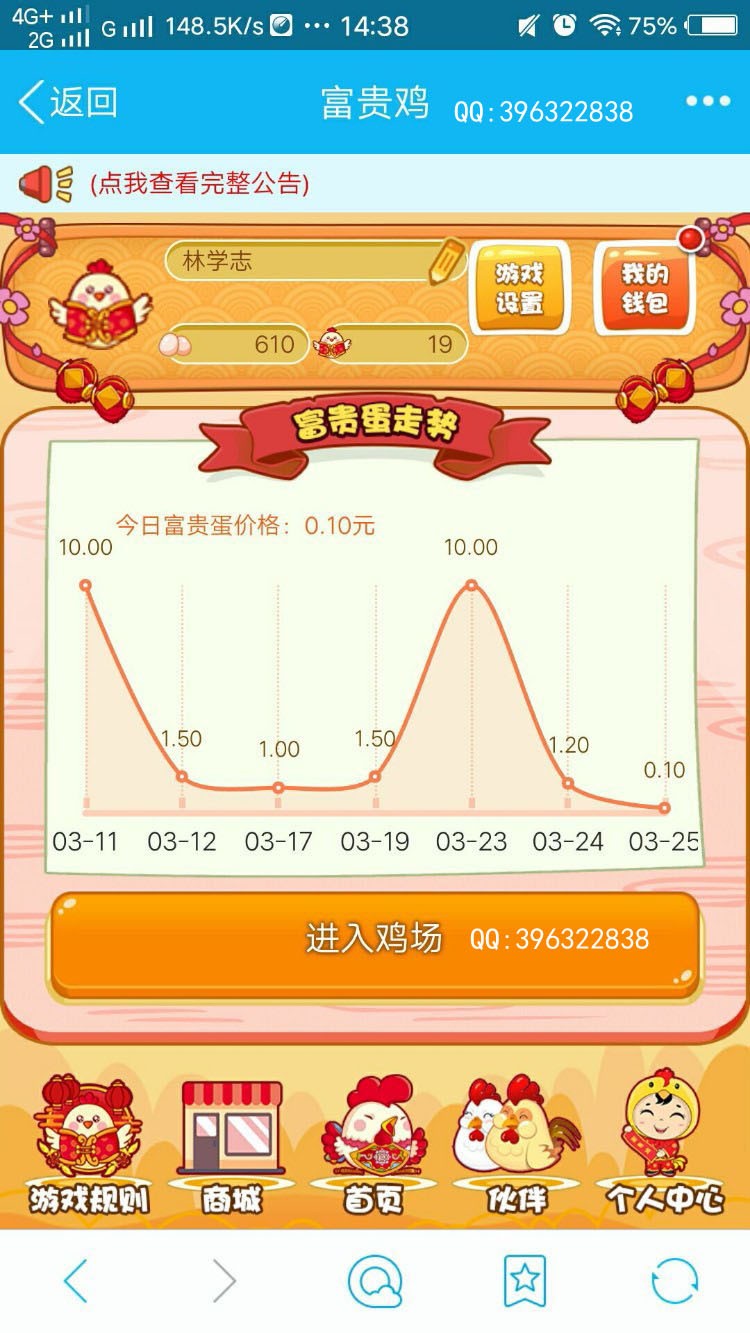 4G+ 2G G 148.5K/s ··· 14:38 75%
返回 富贵鸡 QQ:396322838
(点我查看完整公告)
林学志
游戏设置
我的钱包
610 19
富贵蛋走势
今日富贵蛋价格：0.10元
10.00 1.50 1.00 1.50 10.00 1.20 0.10
03-11 03-12 03-17 03-19 03-23 03-24 03-25
进入鸡场 QQ:396322838
游戏规则 商城 首页 伙伴 个人中心